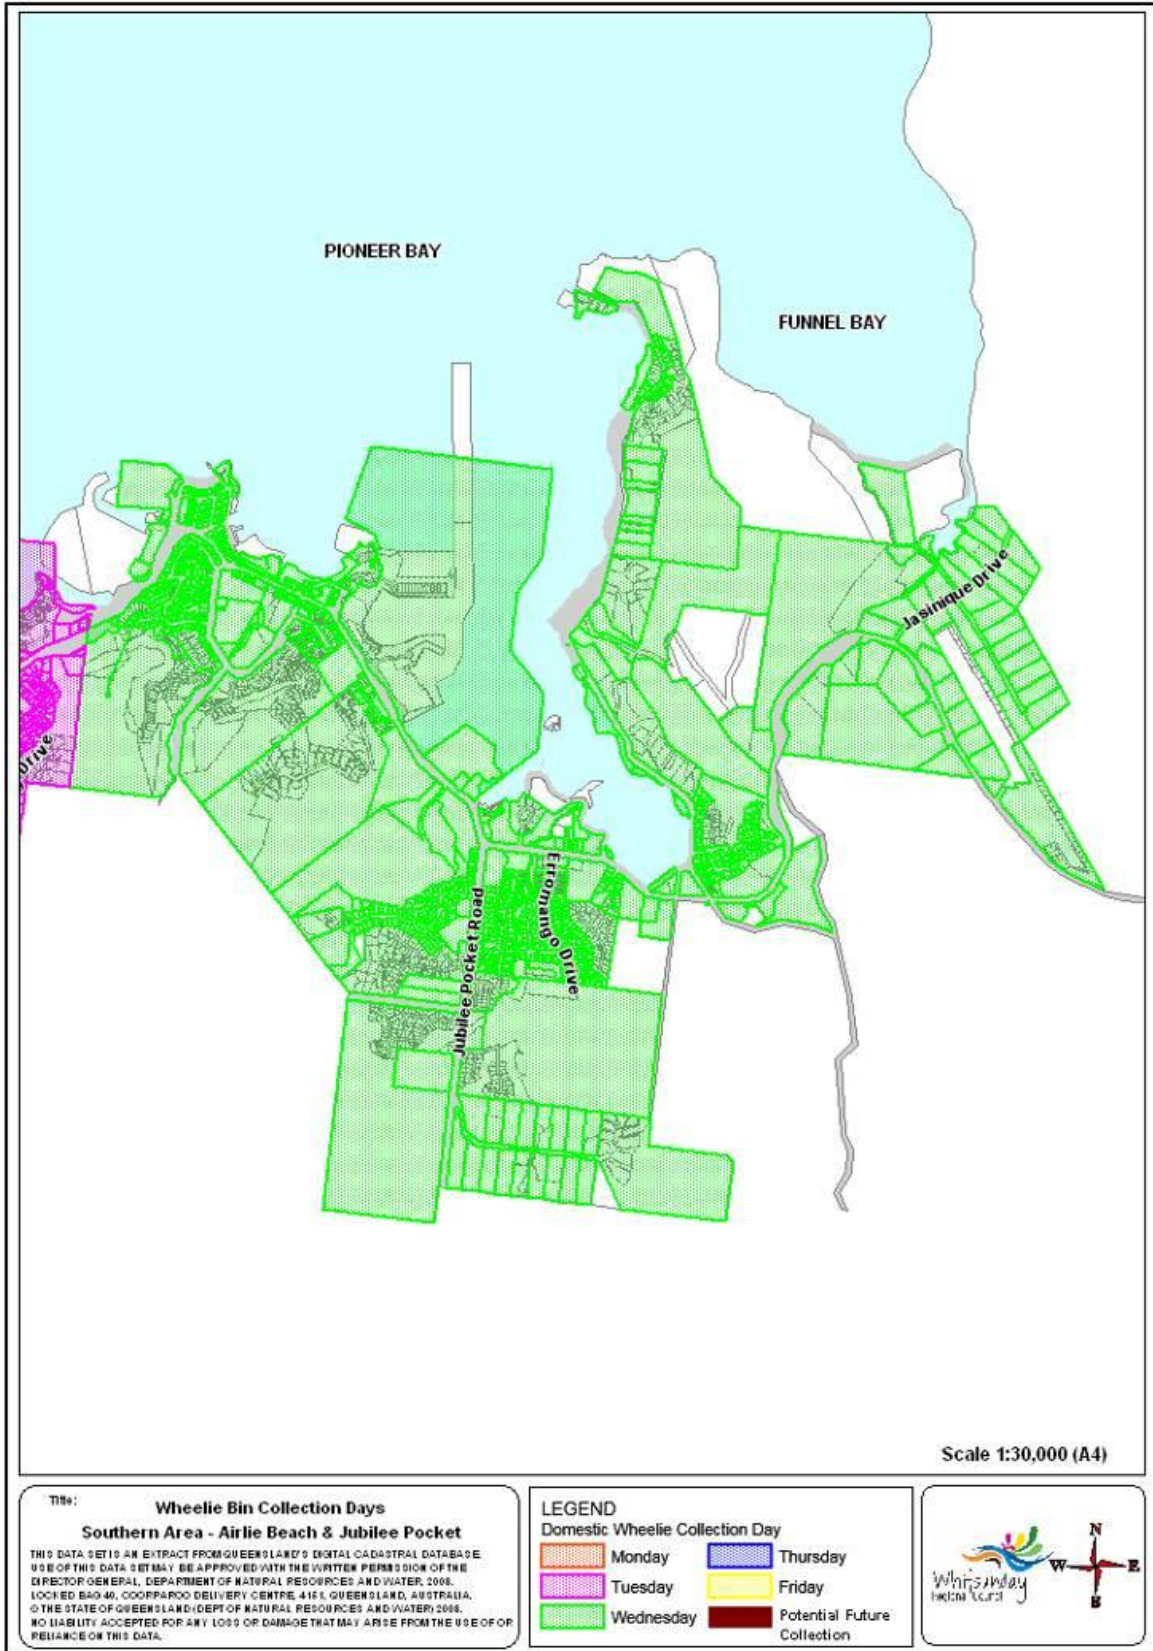 PIONEER BAY
FUNNEL BAY
Jasinique Drive
Drive
Erromango Drive
Jubilee Pocket Road
Scale 1:30,000 (A4)
Title:
Wheelie Bin Collection Days
Southern Area - Airlie Beach & Jubilee Pocket
THIS DATA SET IS AN EXTRACT FROM QUEENSLAND'S DIGITAL CADASTRAL DATABASE.
USE OF THIS DATA SET MAY BE APPROVED WITH THE WRITTEN PERMISSION OF THE
DIRECTOR GENERAL, DEPARTMENT OF NATURAL RESOURCES AND WATER, 2008.
LOCKED BAG 40, COORPAROO DELIVERY CENTRE, 4151, QUEENSLAND, AUSTRALIA.
© THE STATE OF QUEENSLAND (DEPT OF NATURAL RESOURCES AND WATER) 2008.
NO LIABILITY ACCEPTED FOR ANY LOSS OR DAMAGE THAT MAY ARISE FROM THE USE OF OR
RELIANCE ON THIS DATA.
LEGEND
Domestic Wheelie Collection Day
Monday
Tuesday
Wednesday
Thursday
Friday
Potential Future
Collection
Whitsunday
Regional Council
N
W
E
S